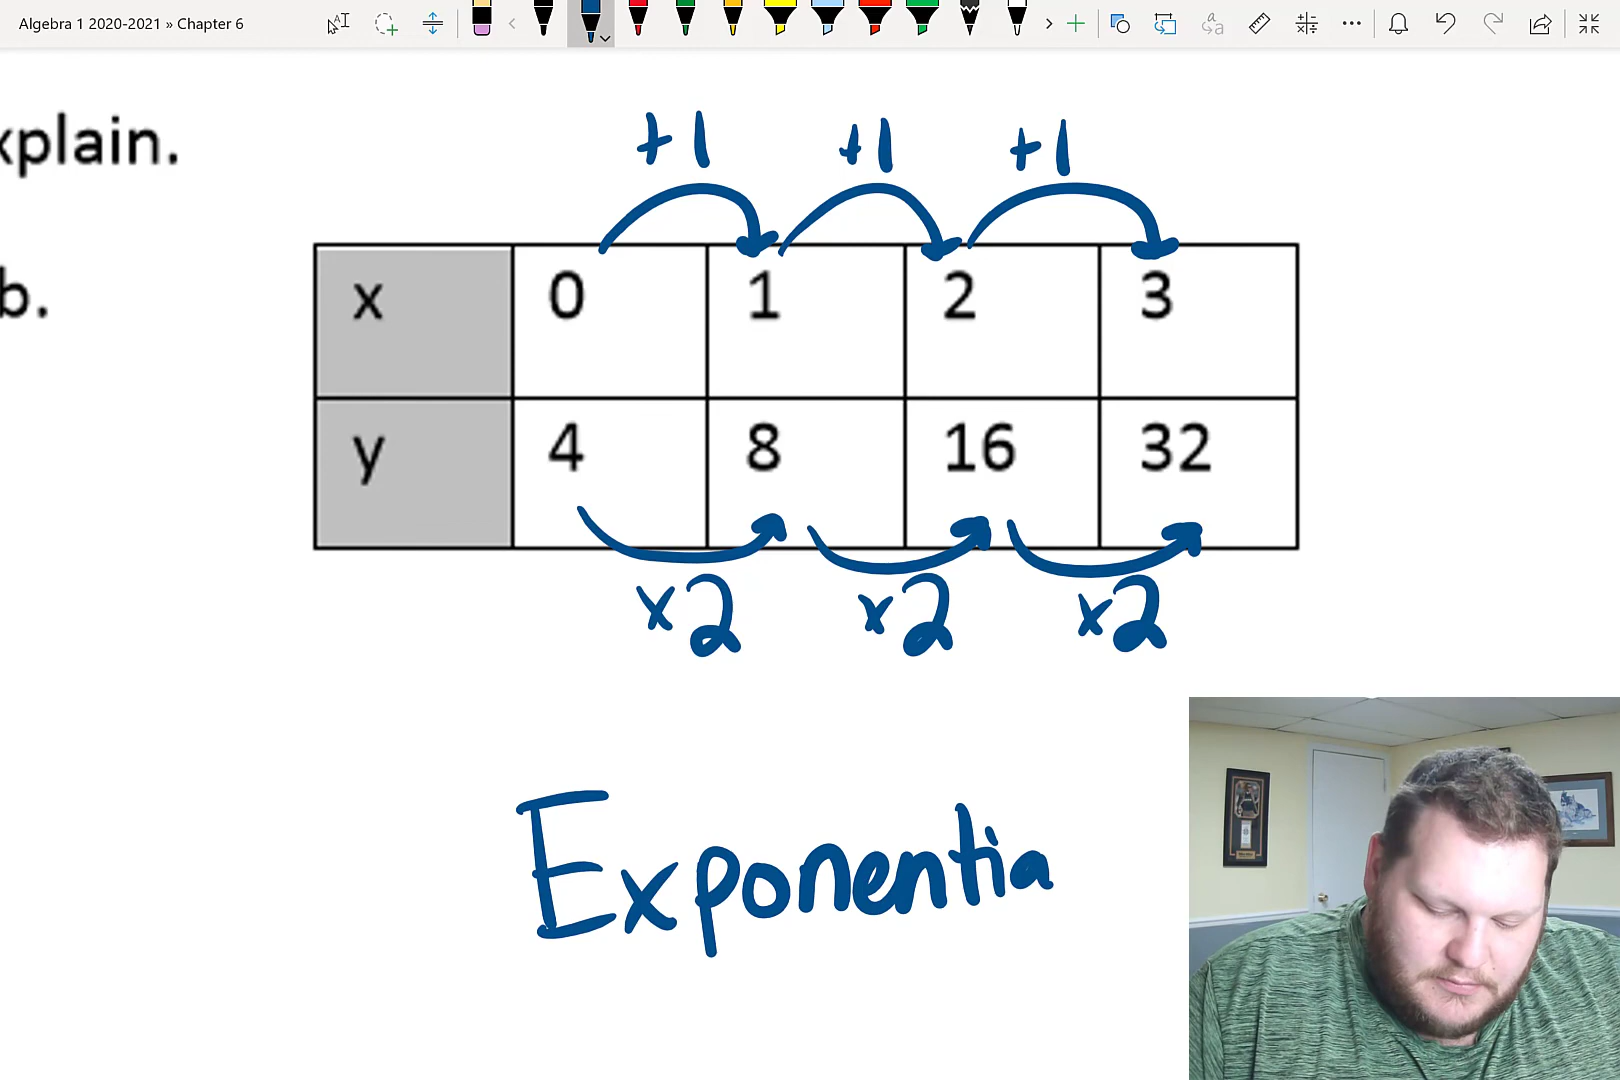 Algebra 1 2020-2021 » Chapter 6
xplain.
+1 +1 +1
b.
x 0 1 2 3
y 4 8 16 32
x2 x2 x2
Exponentia